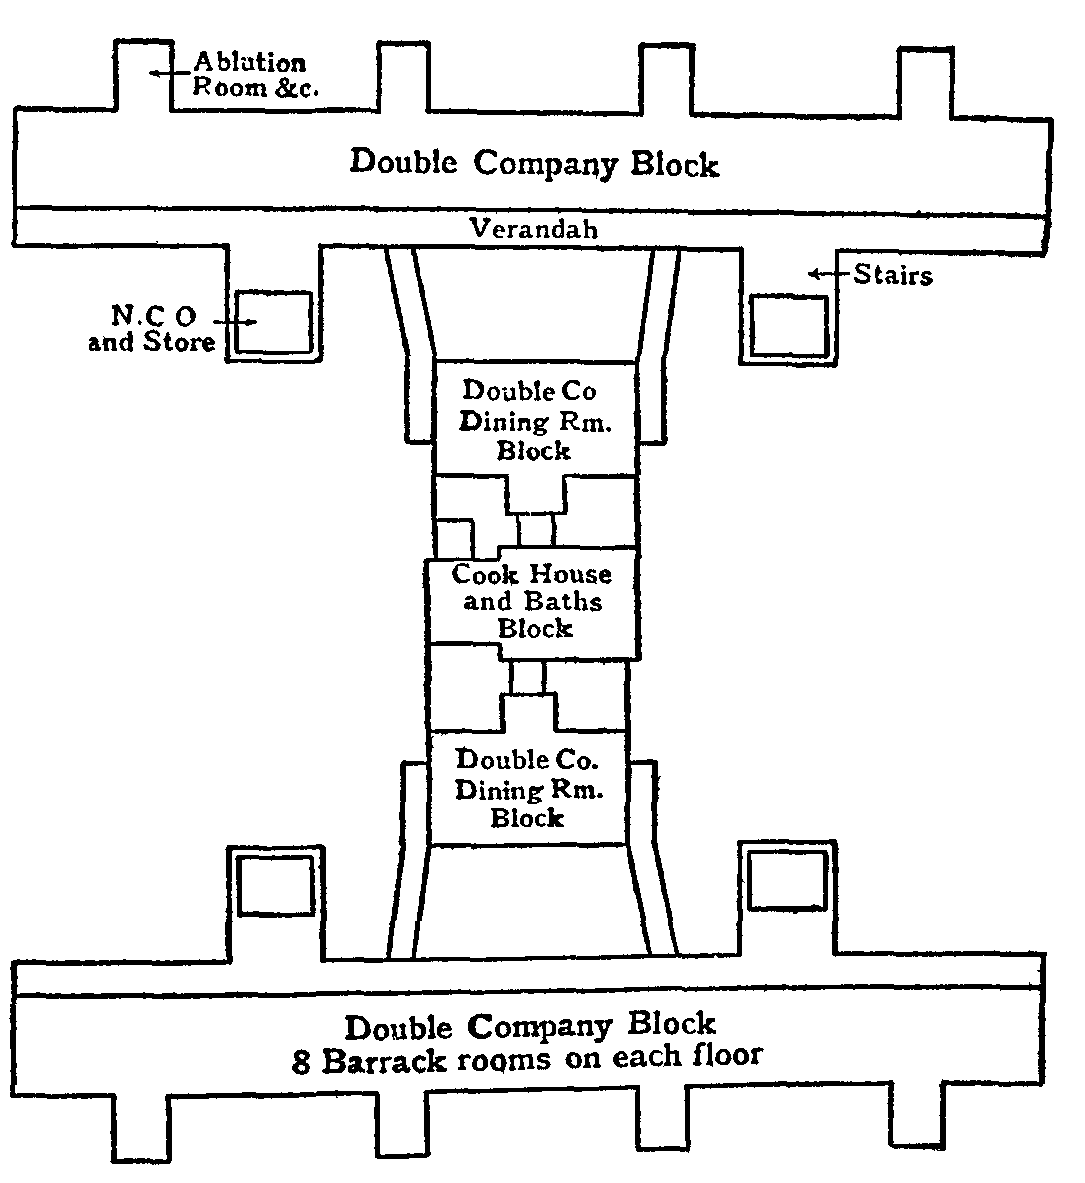 Ablution
Room &c.
Double Company Block
Verandah
Stairs
N.C O
and Store
Double Co
Dining Rm.
Block
Cook House
and Baths
Block
Double Co.
Dining Rm.
Block
Double Company Block
8 Barrack rooms on each floor